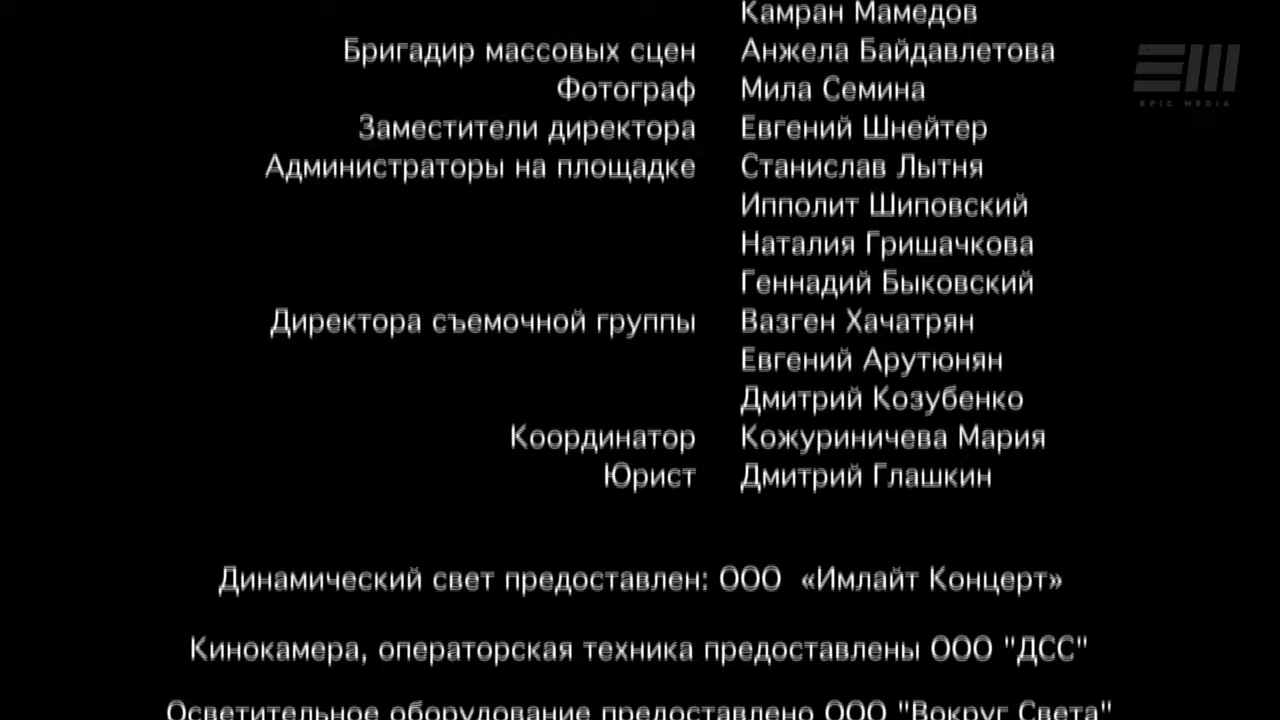 Камран Мамедов
Бригадир массовых сцен Анжела Байдавлетова
Фотограф Мила Семина
Заместители директора Евгений Шнейтер
Администраторы на площадке Станислав Лытня
Ипполит Шиповский
Наталия Гришачкова
Геннадий Быковский
Директора съемочной группы Вазген Хачатрян
Евгений Арутюнян
Дмитрий Козубенко
Координатор Кожуриничева Мария
Юрист Дмитрий Глашкин
Динамический свет предоставлен: ООО «Имлайт Концерт»
Кинокамера, операторская техника предоставлены ООО "ДСС"
Осветительное оборудование предоставлено ООО "Вокруг Света"
EPIC MEDIA